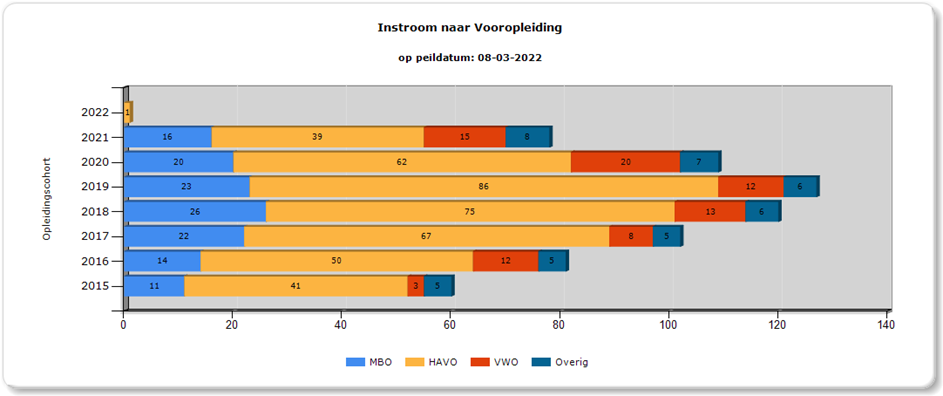 Instroom naar Vooropleiding
op peildatum: 08-03-2022
Opleidingscohort
2022 1
2021 16 39 15 8
2020 20 62 20 7
2019 23 86 12 6
2018 26 75 13 6
2017 22 67 8 5
2016 14 50 12 5
2015 11 41 3 5
0 20 40 60 80 100 120 140
MBO HAVO VWO Overig